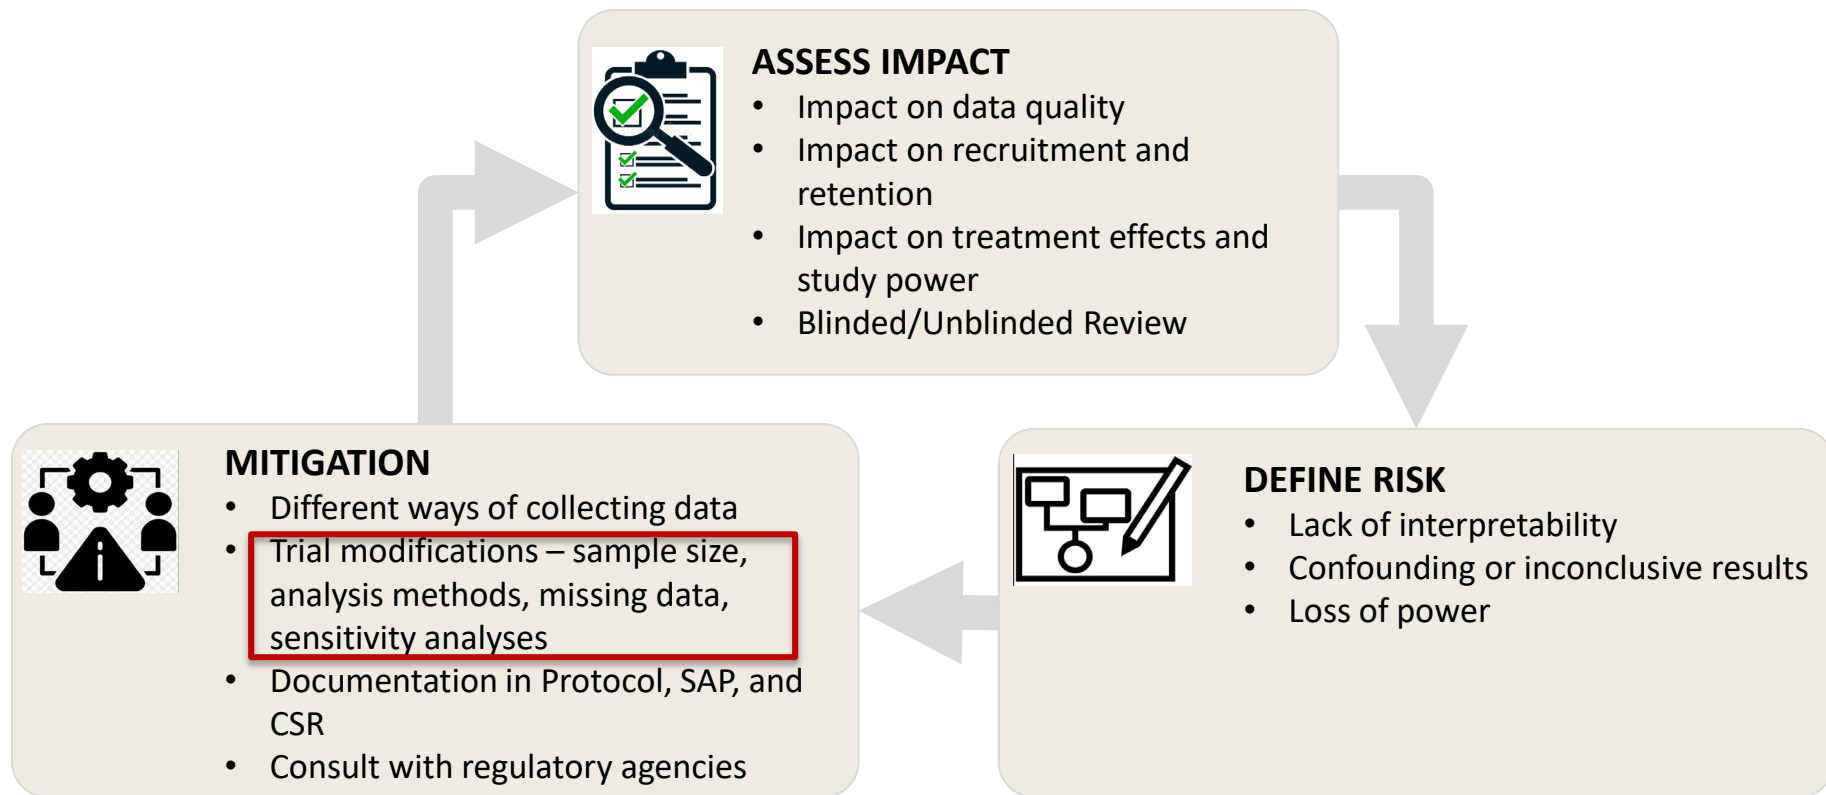 ASSESS IMPACT
• Impact on data quality
• Impact on recruitment and
retention
• Impact on treatment effects and
study power
• Blinded/Unblinded Review
MITIGATION
• Different ways of collecting data
• Trial modifications – sample size,
analysis methods, missing data,
sensitivity analyses
• Documentation in Protocol, SAP, and
CSR
• Consult with regulatory agencies
DEFINE RISK
• Lack of interpretability
• Confounding or inconclusive results
• Loss of power